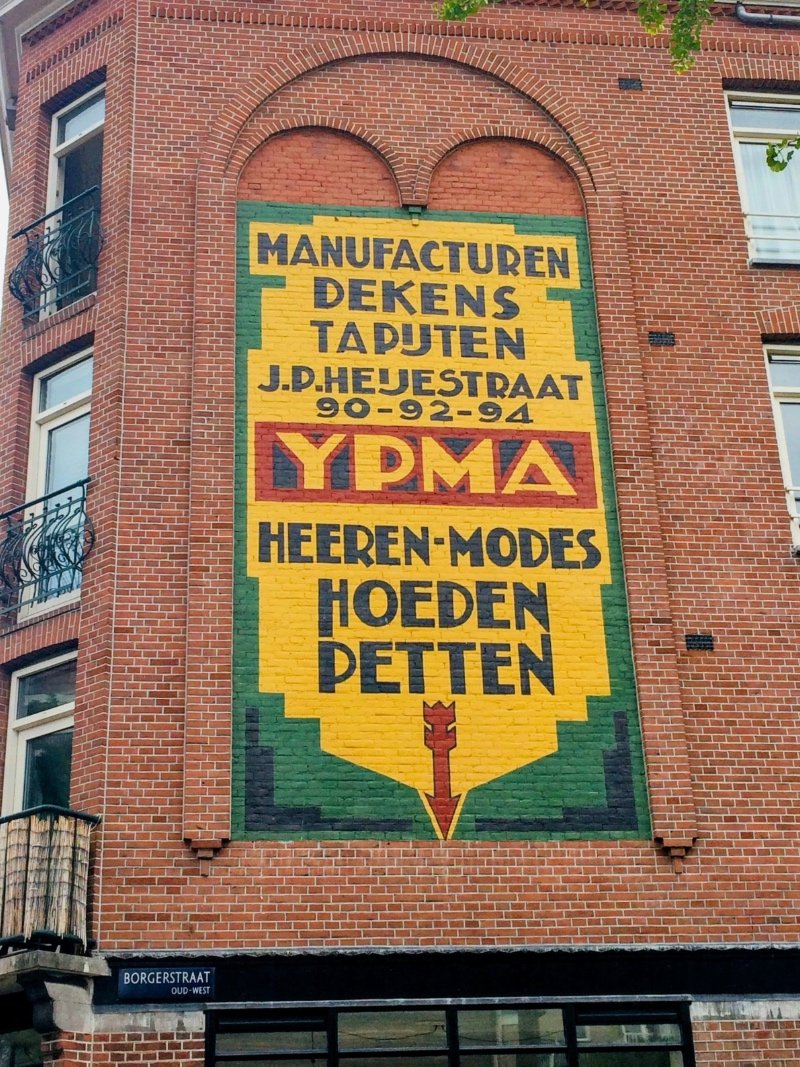 MANUFACTUREN
DEKENS
TAPIJTEN
J.P.HEIJESTRAAT
90-92-94
YPMA
HEEREN-MODES
HOEDEN
PETTEN
BORGERSTRAAT
OUD-WEST